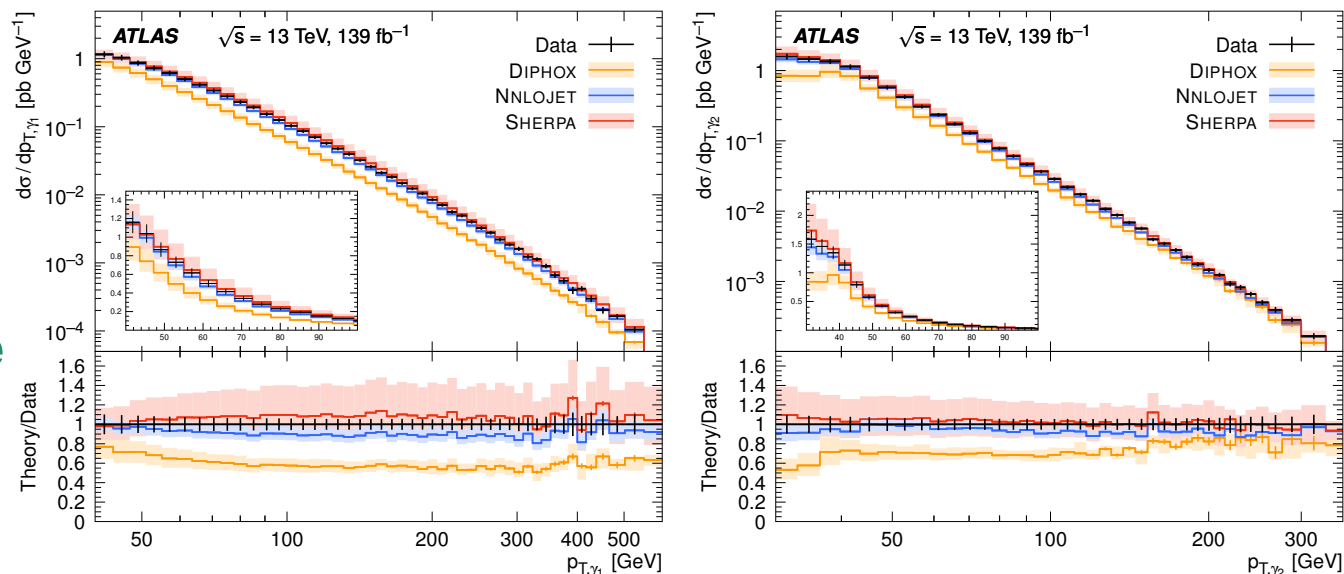 ATLAS √s = 13 TeV, 139 fb⁻¹
Data
DIPHOX
NNLOJET
SHERPA
dσ / dp_T,γ₁ [pb GeV⁻¹]
1
10⁻¹
10⁻²
10⁻³
10⁻⁴
1.4
1.2
1
0.8
0.6
0.4
0.2
50 60 70 80 90
e
Theory/Data
1.6
1.4
1.2
1
0.8
0.6
0.4
0.2
0
50 100 200 300 400 500
p_T,γ₁ [GeV]
ATLAS √s = 13 TeV, 139 fb⁻¹
Data
DIPHOX
NNLOJET
SHERPA
dσ / dp_T,γ₂ [pb GeV⁻¹]
1
10⁻¹
10⁻²
10⁻³
2
1.5
1
0.5
40 50 60 70 80 90
Theory/Data
1.6
1.4
1.2
1
0.8
0.6
0.4
0.2
0
50 100 200 300
p_T,γ₂ [GeV]